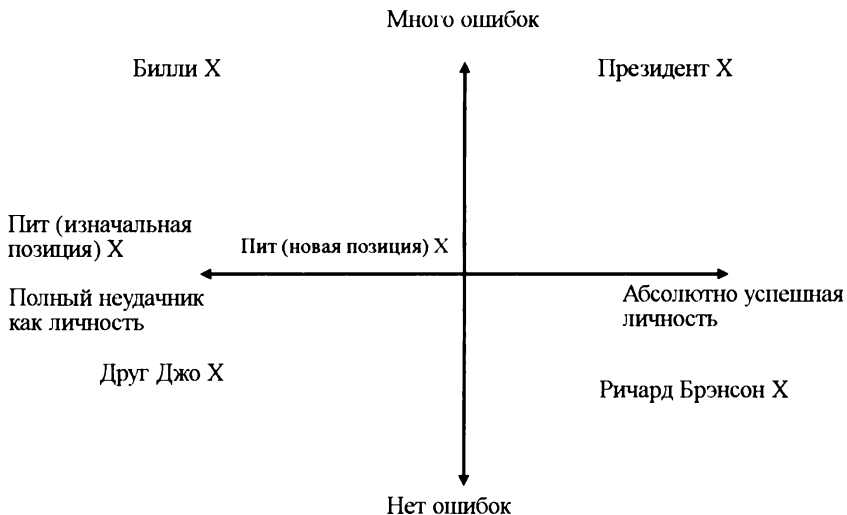 Много ошибок
Билли X
Президент X
Пит (изначальная
позиция) X
Пит (новая позиция) X
Полный неудачник
как личность
Абсолютно успешная
личность
Друг Джо X
Ричард Брэнсон X
Нет ошибок